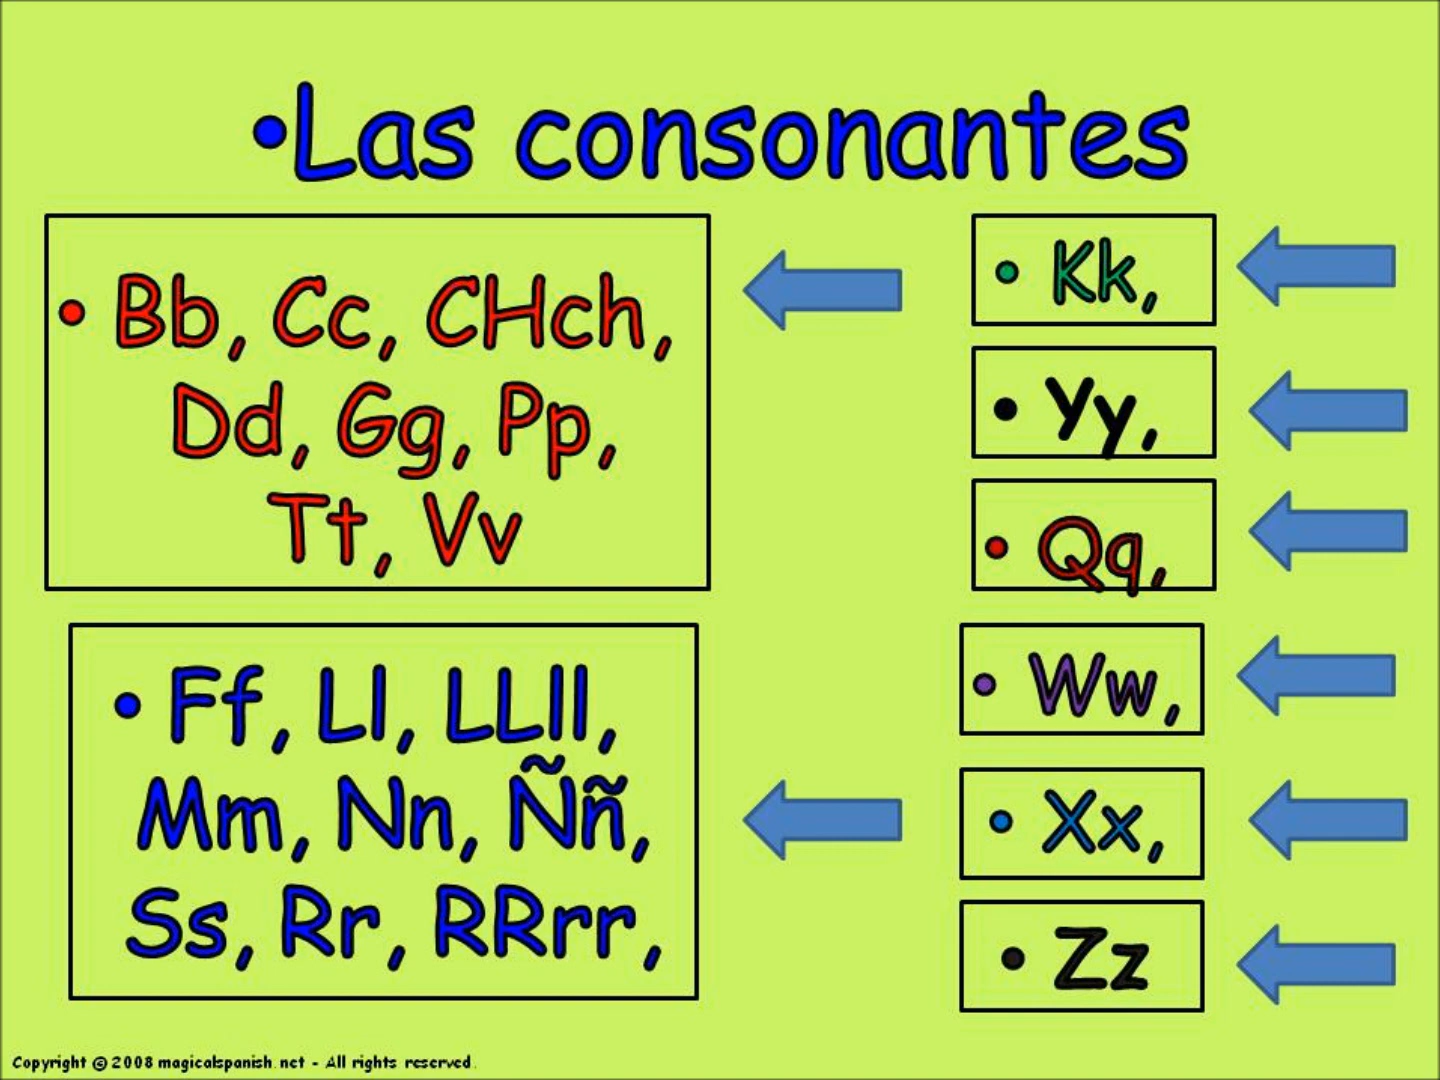 •Las consonantes
• Bb, Cc, CHch,
Dd, Gg, Pp,
Tt, Vv
• Ff, Ll, LLll,
Mm, Nn, Ññ,
Ss, Rr, RRrr,
• Kk,
• Yy,
• Qq,
• Ww,
• Xx,
• Zz
Copyright © 2008 magicalspanish.net - All rights reserved.